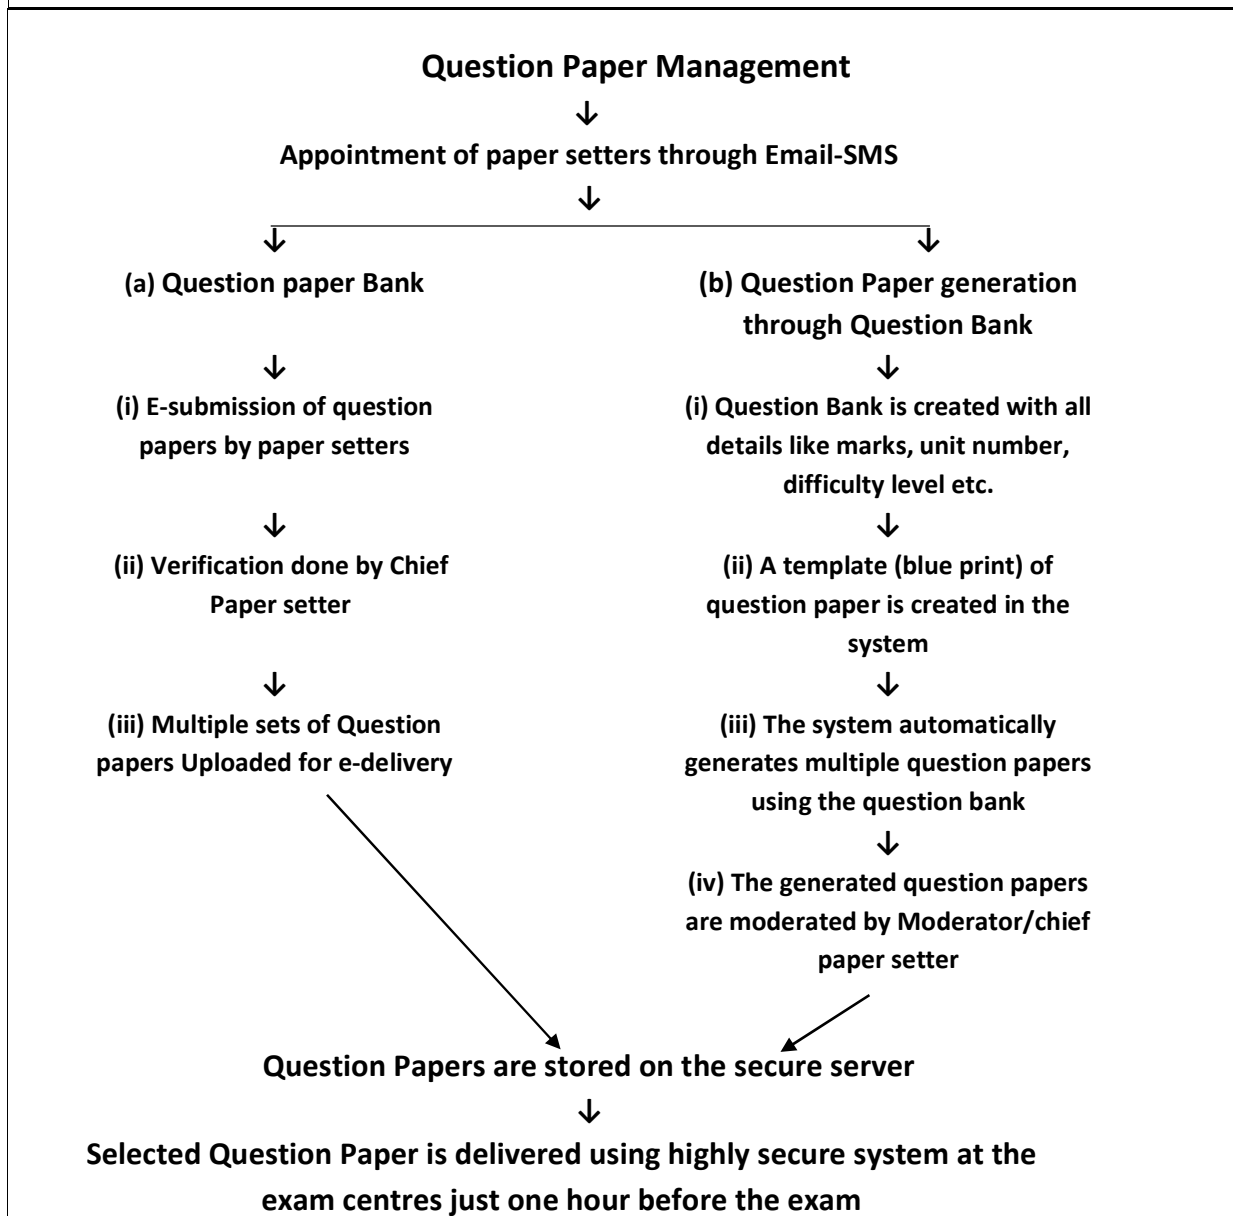 Question Paper Management
↓
Appointment of paper setters through Email-SMS
↓
↓ ↓
(a) Question paper Bank
↓
(i) E-submission of question
papers by paper setters
↓
(ii) Verification done by Chief
Paper setter
↓
(iii) Multiple sets of Question
papers Uploaded for e-delivery
(b) Question Paper generation
through Question Bank
↓
(i) Question Bank is created with all
details like marks, unit number,
difficulty level etc.
↓
(ii) A template (blue print) of
question paper is created in the
system
↓
(iii) The system automatically
generates multiple question papers
using the question bank
↓
(iv) The generated question papers
are moderated by Moderator/chief
paper setter
Question Papers are stored on the secure server
↓
Selected Question Paper is delivered using highly secure system at the
exam centres just one hour before the exam